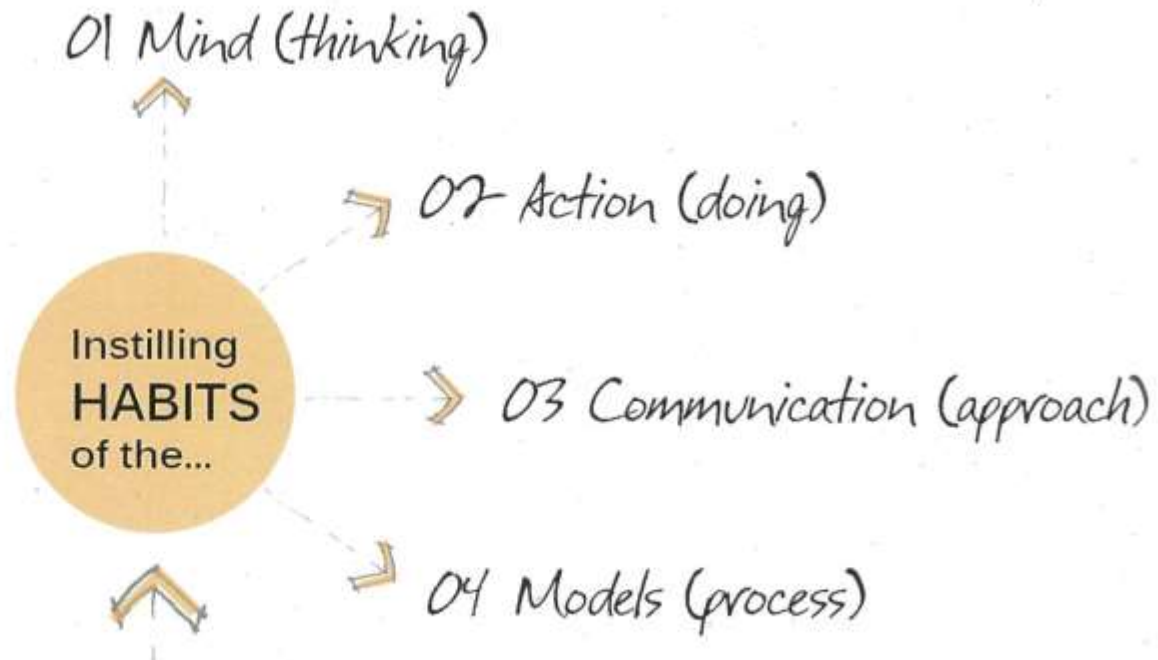 01 Mind (thinking)
02 Action (doing)
Instilling
HABITS
of the...
03 Communication (approach)
04 Models (process)